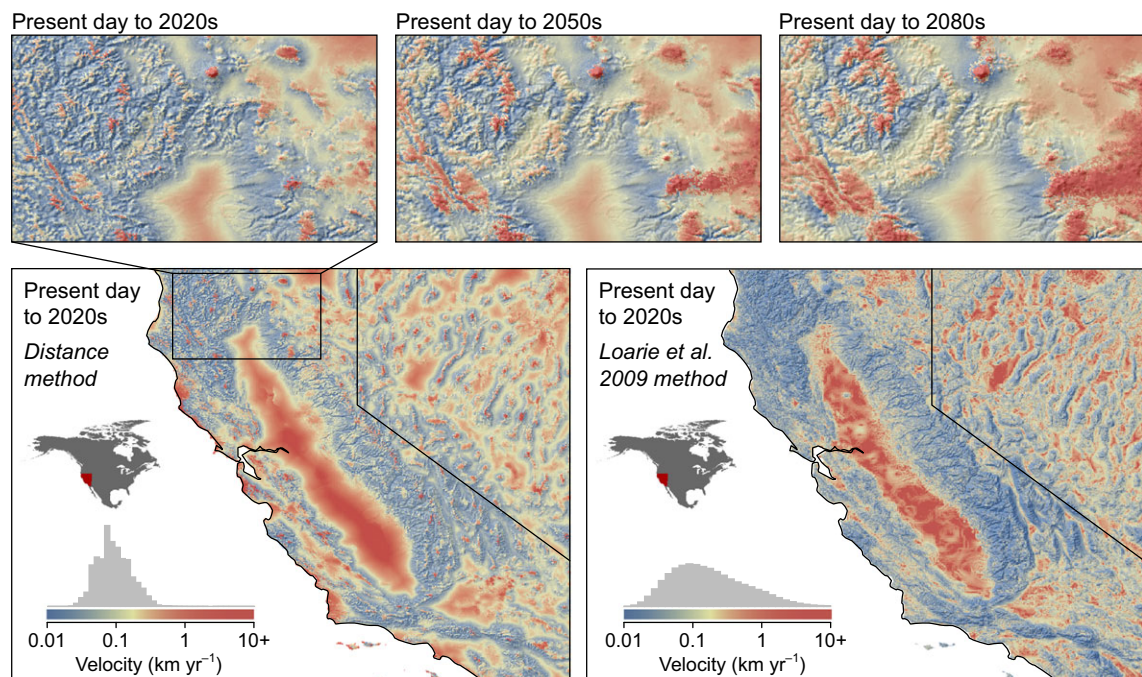 Present day to 2020s
Present day to 2050s
Present day to 2080s
Present day
to 2020s
Distance
method
0.01 0.1 1 10+
Velocity (km yr⁻¹)
Present day
to 2020s
Loarie et al.
2009 method
0.01 0.1 1 10+
Velocity (km yr⁻¹)